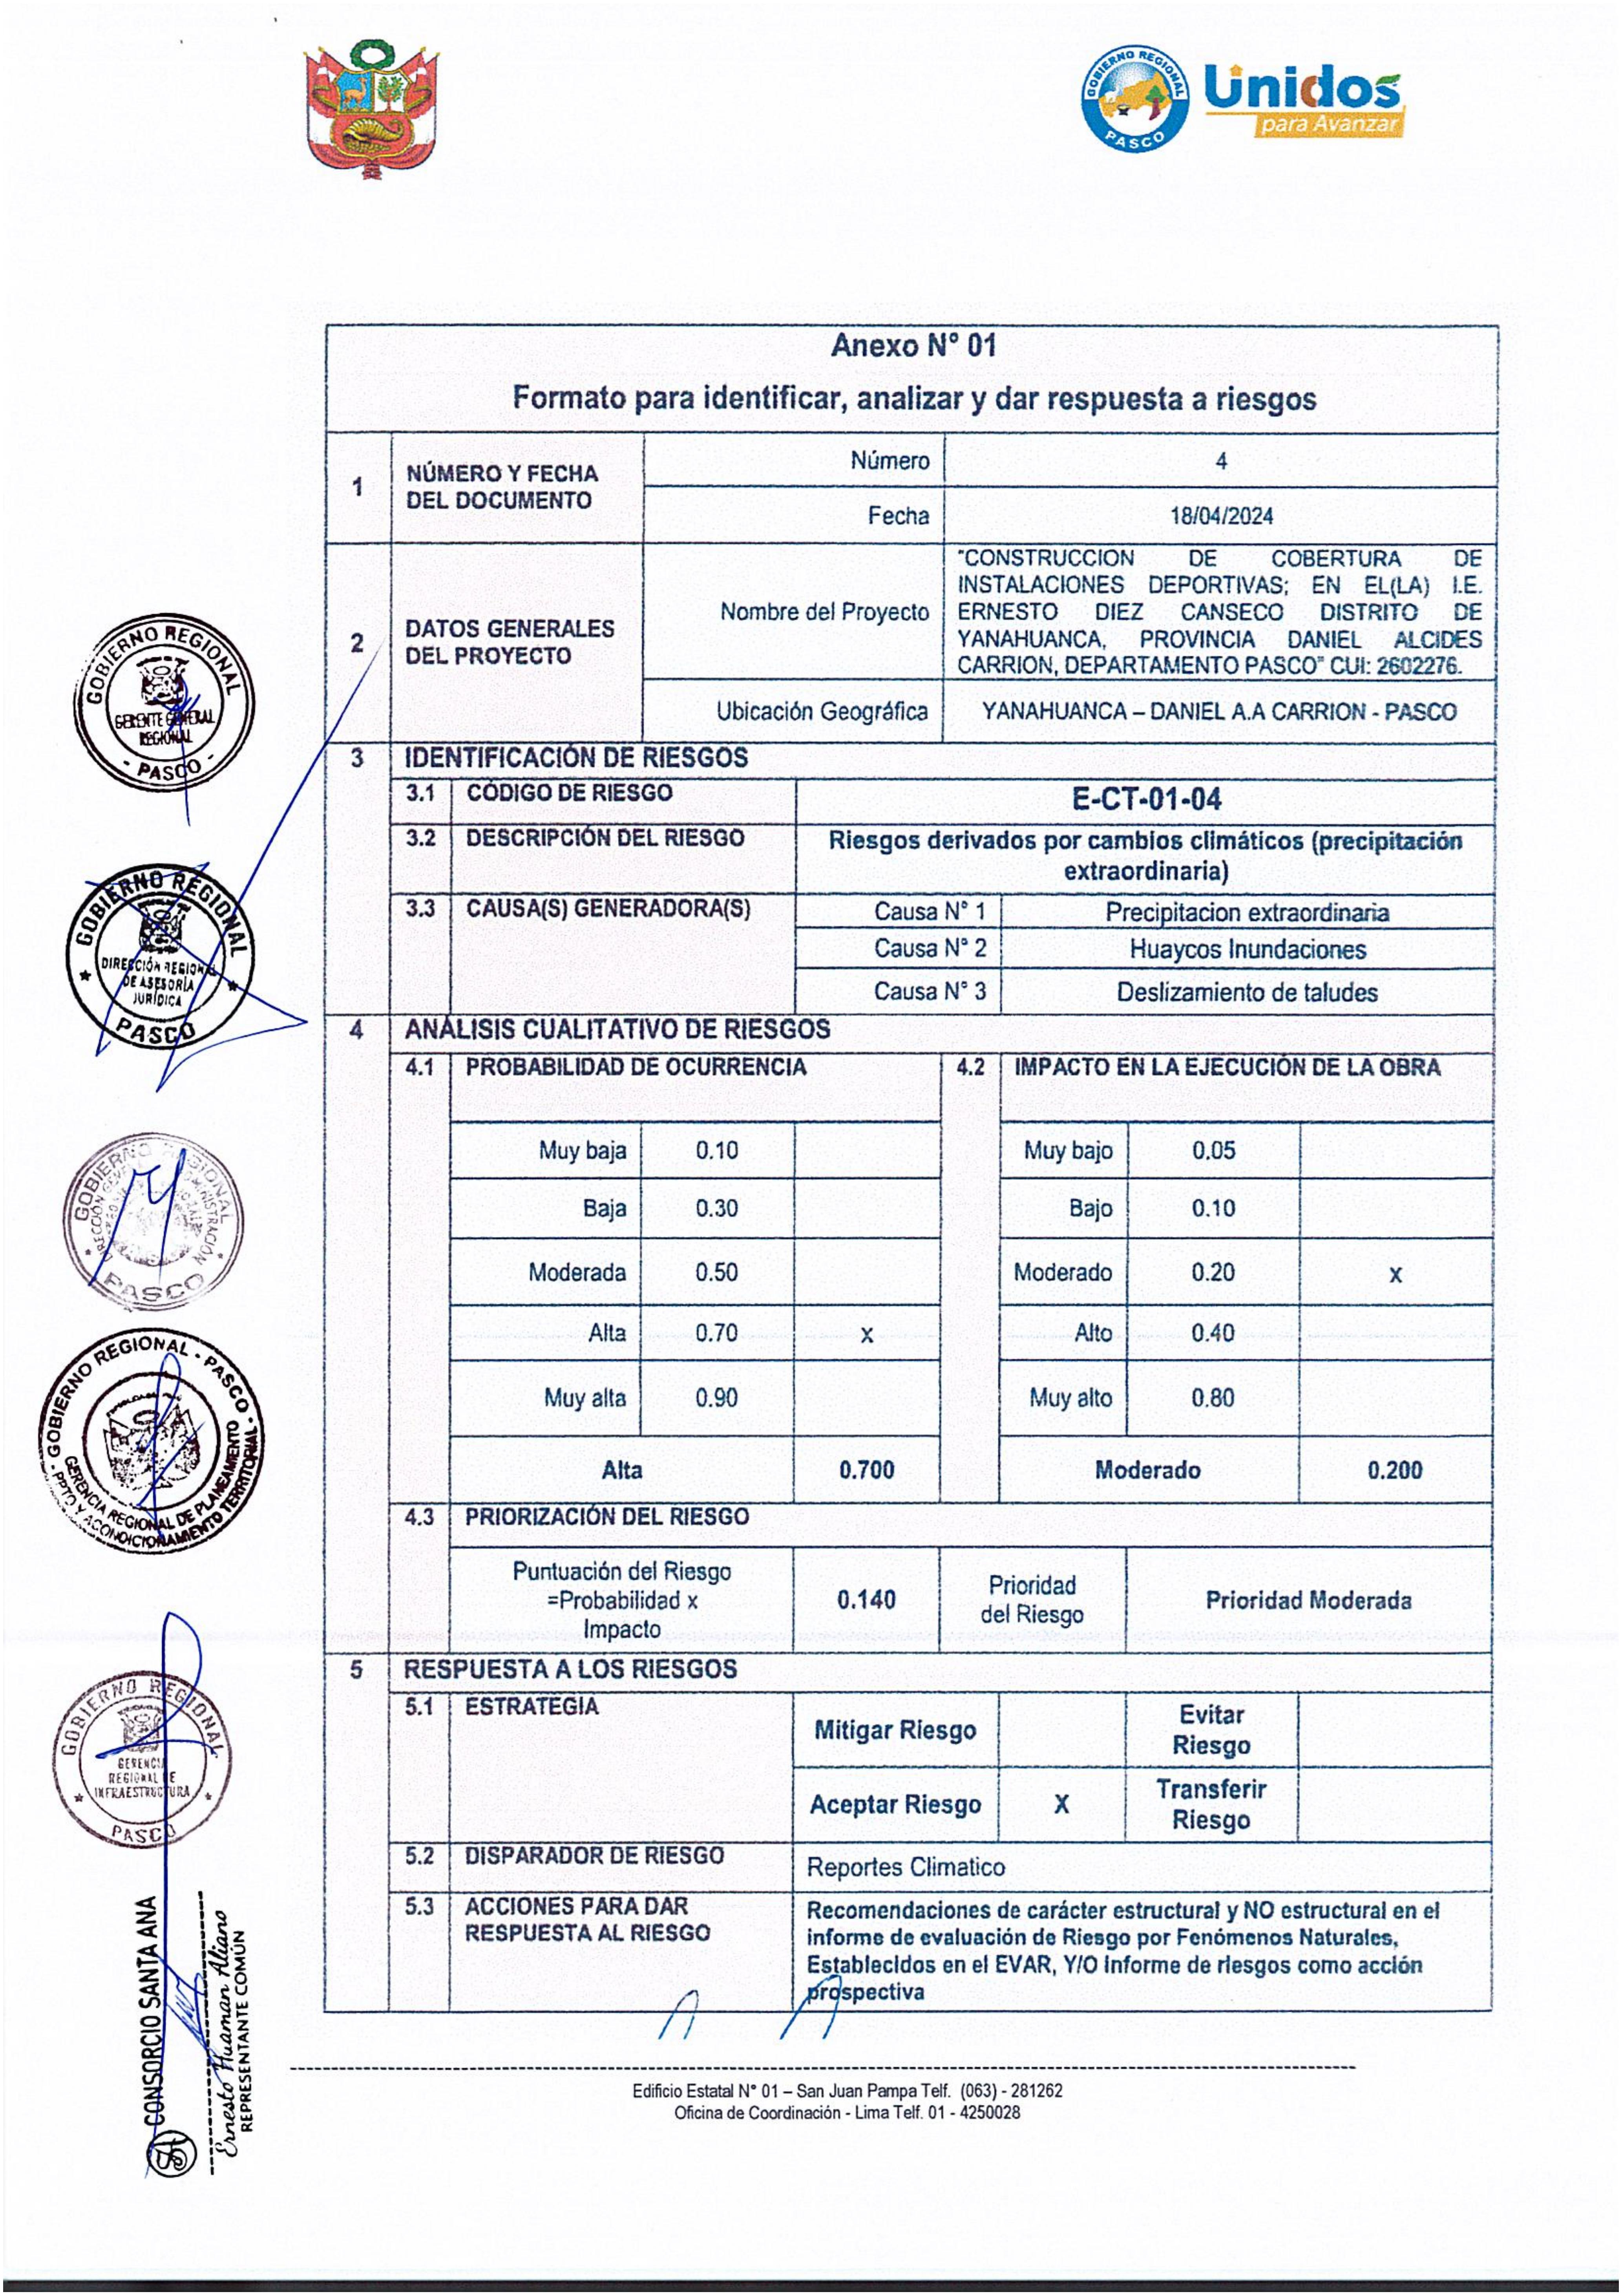 GOBIERNO REGIONAL
PASCO
Unidos
para Avanzar
Anexo N° 01
Formato para identificar, analizar y dar respuesta a riesgos
1 NÚMERO Y FECHA DEL DOCUMENTO
Número 4
Fecha 18/04/2024
2 DATOS GENERALES DEL PROYECTO
Nombre del Proyecto
"CONSTRUCCION DE COBERTURA DE
INSTALACIONES DEPORTIVAS; EN EL(LA) I.E.
ERNESTO DIEZ CANSECO DISTRITO DE
YANAHUANCA, PROVINCIA DANIEL ALCIDES
CARRION, DEPARTAMENTO PASCO" CUI: 2602276.
Ubicación Geográfica YANAHUANCA – DANIEL A.A CARRION - PASCO
3 IDENTIFICACIÓN DE RIESGOS
3.1 CÓDIGO DE RIESGO E-CT-01-04
3.2 DESCRIPCIÓN DEL RIESGO Riesgos derivados por cambios climáticos (precipitación
extraordinaria)
3.3 CAUSA(S) GENERADORA(S) Causa N° 1 Precipitacion extraordinaria
Causa N° 2 Huaycos Inundaciones
Causa N° 3 Deslizamiento de taludes
4 ANÁLISIS CUALITATIVO DE RIESGOS
4.1 PROBABILIDAD DE OCURRENCIA 4.2 IMPACTO EN LA EJECUCIÓN DE LA OBRA
Muy baja 0.10 Muy bajo 0.05
Baja 0.30 Bajo 0.10
Moderada 0.50 Moderado 0.20 X
Alta 0.70 X Alto 0.40
Muy alta 0.90 Muy alto 0.80
Alta 0.700 Moderado 0.200
4.3 PRIORIZACIÓN DEL RIESGO
Puntuación del Riesgo
=Probabilidad x
Impacto
0.140
Prioridad
del Riesgo
Prioridad Moderada
5 RESPUESTA A LOS RIESGOS
5.1 ESTRATEGIA
Mitigar Riesgo Evitar
Riesgo
Aceptar Riesgo X Transferir
Riesgo
5.2 DISPARADOR DE RIESGO Reportes Climatico
5.3 ACCIONES PARA DAR
RESPUESTA AL RIESGO
Recomendaciones de carácter estructural y NO estructural en el
informe de evaluación de Riesgo por Fenómenos Naturales,
Establecidos en el EVAR, Y/O Informe de riesgos como acción
prospectiva
GOBIERNO REGIONAL
GERENTE GENERAL
REGIONAL
- PASCO -
GOBIERNO REGIONAL
DIRECCIÓN REGIONAL
DE ASESORÍA
JURÍDICA
PASCO
GOBIERNO REGIONAL
PASCO
GOBIERNO REGIONAL - PASCO -
GERENCIA REGIONAL DE PLANEAMIENTO
PPTO Y ACONDICIONAMIENTO TERRITORIAL
GOBIERNO REGIONAL
GERENCIA
REGIONAL DE
INFRAESTRUCTURA
PASCO
CONSORCIO SANTA ANA
Ernesto Huaman Aliano
REPRESENTANTE COMÚN
Edificio Estatal N° 01 – San Juan Pampa Telf. (063) - 281262
Oficina de Coordinación - Lima Telf. 01 - 4250028